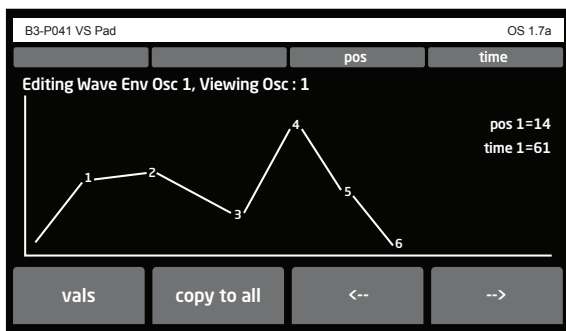 B3-P041 VS Pad OS 1.7a
pos time
Editing Wave Env Osc 1, Viewing Osc : 1
4
pos 1=14
time 1=61
1 2
5
3
6
vals copy to all <-- -->